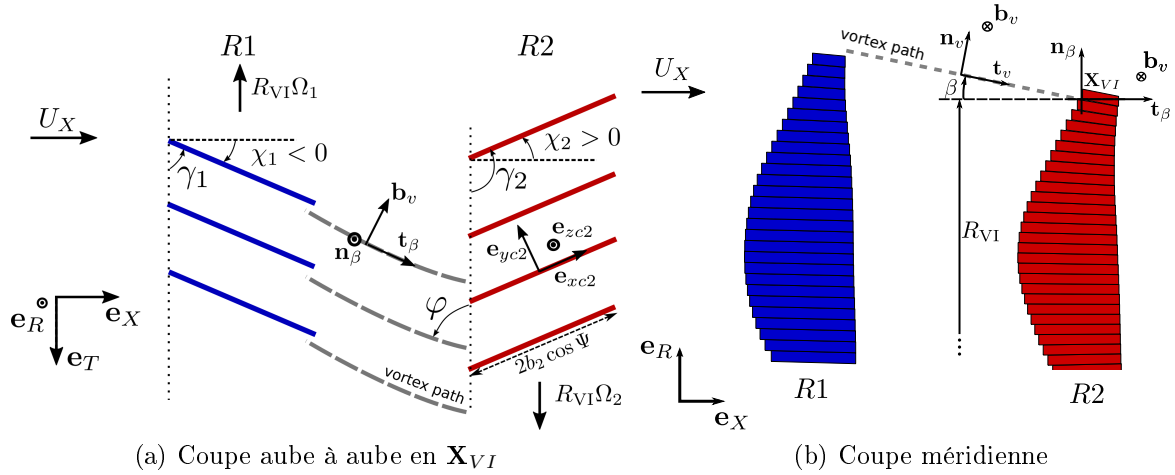 R1
R2
U_X
R_VIΩ_1
χ_1 < 0
γ_1
b_v
t_β
n_β
e_R
e_X
e_T
vortex path
χ_2 > 0
γ_2
e_yc2
e_zc2
e_xc2
φ
2b_2 cos Ψ
R_VIΩ_2
(a) Coupe aube à aube en X_VI
U_X
vortex path
n_v
b_v
t_v
β
n_β
X_VI
b_v
t_β
R_VI
e_R
e_X
R1
R2
(b) Coupe méridienne